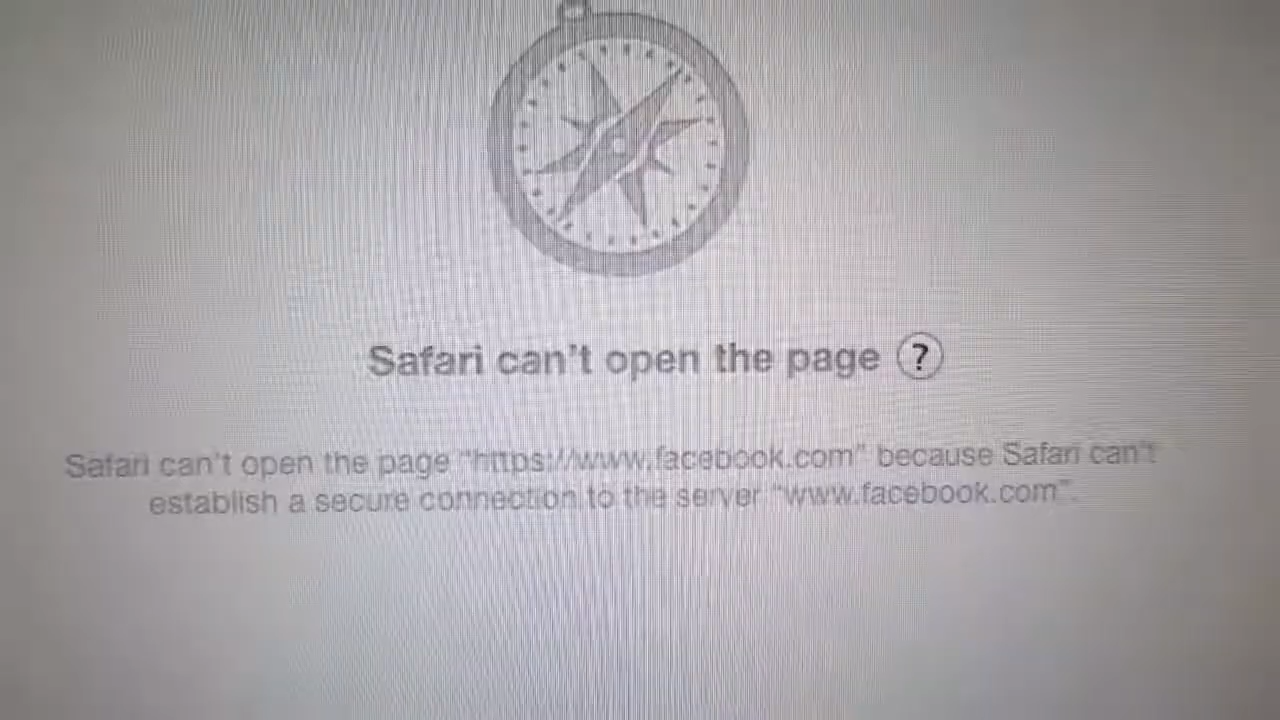 Safari can't open the page ?
Safari can't open the page "https://www.facebook.com" because Safari can't
establish a secure connection to the server "www.facebook.com".